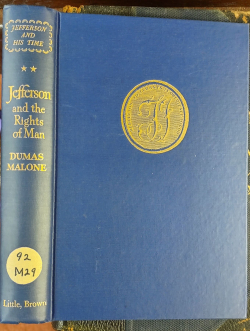 JEFFERSON
AND
HIS TIME
Jefferson
and the
Rights
of Man
DUMAS
MALONE
92
M29
Little, Brown